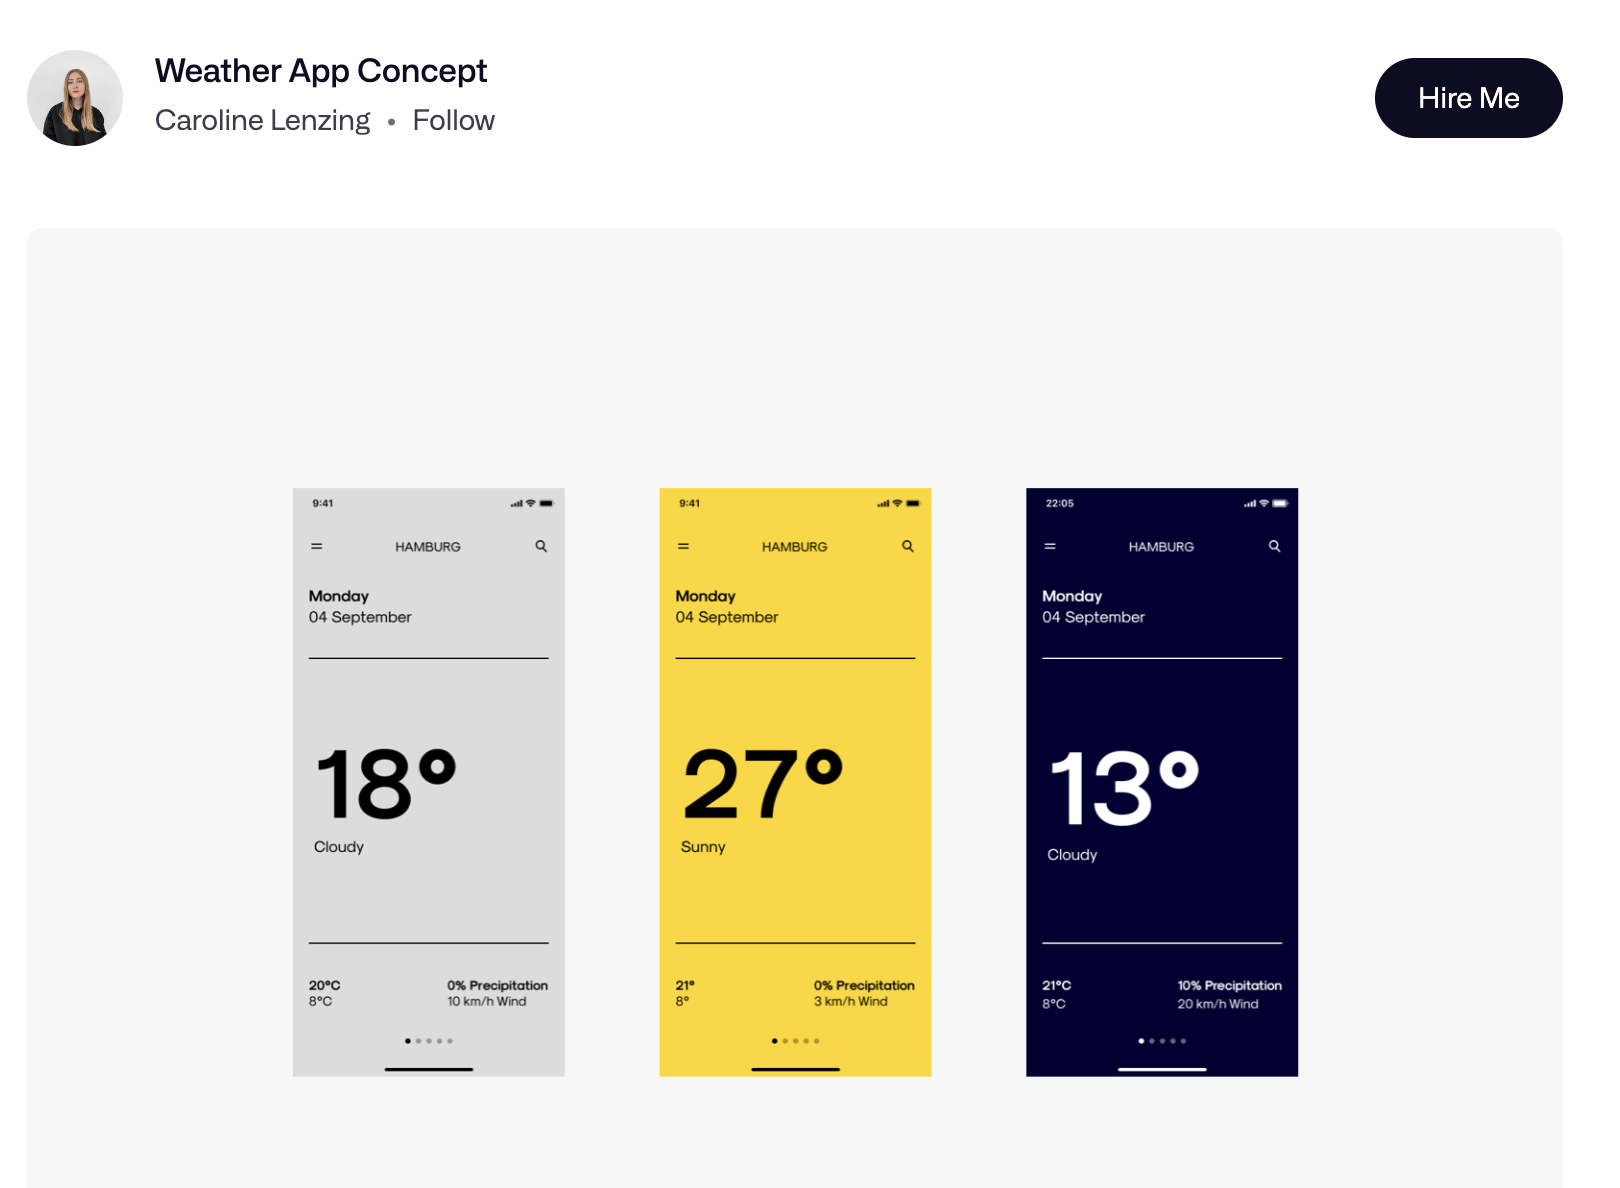 Weather App Concept
Caroline Lenzing • Follow
Hire Me
9:41
HAMBURG
Monday
04 September
18°
Cloudy
20°C
8°C
0% Precipitation
10 km/h Wind
9:41
HAMBURG
Monday
04 September
27°
Sunny
21°
8°
0% Precipitation
3 km/h Wind
22:05
HAMBURG
Monday
04 September
13°
Cloudy
21°C
8°C
10% Precipitation
20 km/h Wind